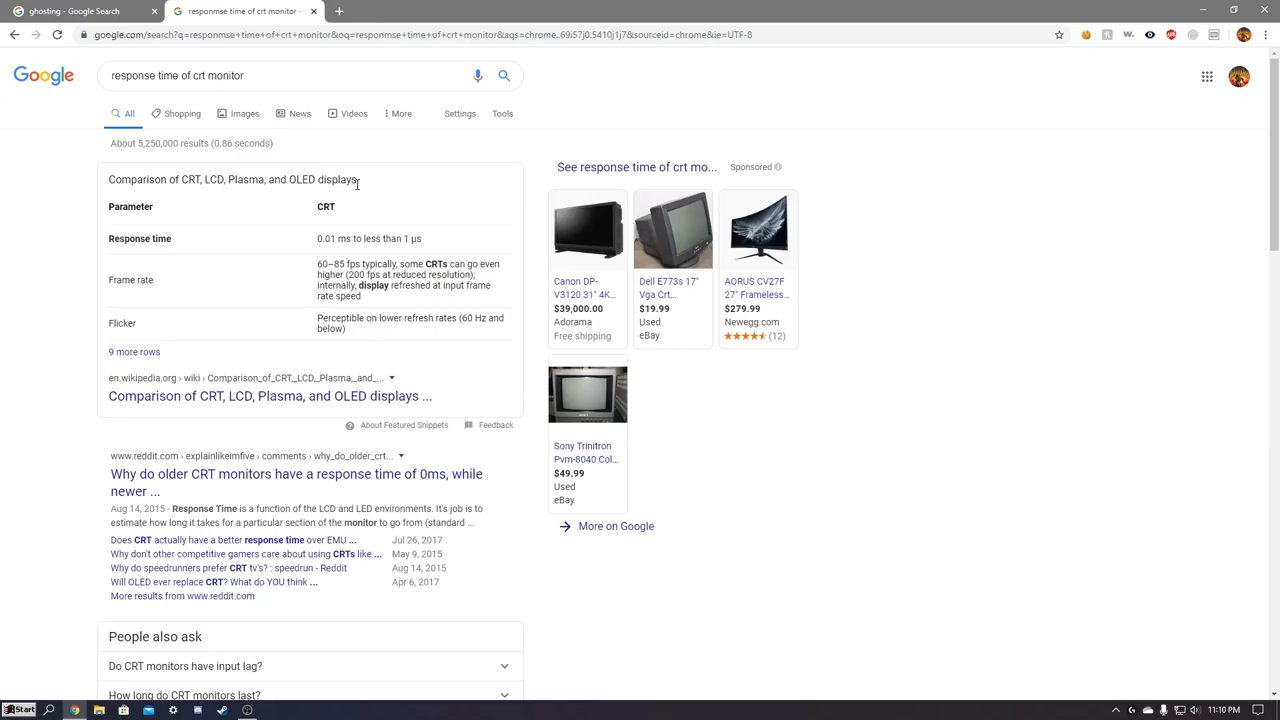 ghosting - Google Search
responmse time of crt monitor -
google.com/search?q=responmse+time+of+crt+monitor&oq=responmse+time+of+crt+monitor&aqs=chrome..69i57j0.5410j1j7&sourceid=chrome&ie=UTF-8
Google
response time of crt monitor
All
Shopping
Images
News
Videos
More
Settings
Tools
About 5,250,000 results (0.86 seconds)
Comparison of CRT, LCD, Plasma, and OLED displays
Parameter
CRT
Response time
0.01 ms to less than 1 μs
Frame rate
60–85 fps typically, some CRTs can go even
higher (200 fps at reduced resolution);
internally, display refreshed at input frame
rate speed
Flicker
Perceptible on lower refresh rates (60 Hz and
below)
9 more rows
en.wikipedia.org › wiki › Comparison_of_CRT,_LCD,_Plasma,_and_...
Comparison of CRT, LCD, Plasma, and OLED displays ...
About Featured Snippets
Feedback
www.reddit.com › explainlikeimfive › comments › why_do_older_crt...
Why do older CRT monitors have a response time of 0ms, while
newer ...
Aug 14, 2015 - Response Time is a function of the LCD and LED environments. It's job is to
estimate how long it takes for a particular section of the monitor to go from (standard ...
Does CRT actually have a better response time over EMU ...
Jul 26, 2017
Why don't other competitive gamers care about using CRTs like ...
May 9, 2015
Why do speedrunners prefer CRT tv's? : speedrun - Reddit
Aug 14, 2015
Will OLED ever replace CRT? What do YOU think ...
Apr 6, 2017
More results from www.reddit.com
People also ask
Do CRT monitors have input lag?
How long do CRT monitors last?
See response time of crt mo...
Sponsored
Canon DP-
V3120 31" 4K...
$39,000.00
Adorama
Free shipping
Dell E773s 17"
Vga Crt...
$19.99
Used
eBay
AORUS CV27F
27" Frameless...
$279.99
Newegg.com
(12)
Sony Trinitron
Pvm-8040 Col...
$49.99
Used
eBay
More on Google
Start
11:10 PM